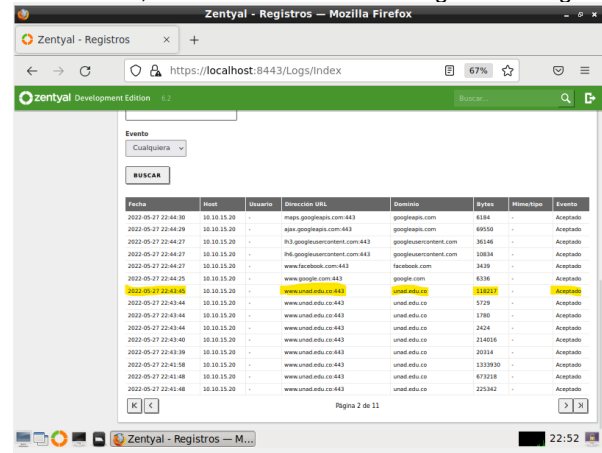 Zentyal - Registros — Mozilla Firefox
Zentyal - Registros × +
https://localhost:8443/Logs/Index 67%
zentyal Development Edition 6.2 Buscar...
Evento
Cualquiera
BUSCAR
Fecha Host Usuario Dirección URL Dominio Bytes Mime/tipo Evento
2022-05-27 22:44:30 10.10.15.20 - maps.googleapis.com:443 googleapis.com 6184 - Aceptado
2022-05-27 22:44:29 10.10.15.20 - ajax.googleapis.com:443 googleapis.com 69550 - Aceptado
2022-05-27 22:44:27 10.10.15.20 - lh3.googleusercontent.com:443 googleusercontent.com 36146 - Aceptado
2022-05-27 22:44:27 10.10.15.20 - lh6.googleusercontent.com:443 googleusercontent.com 10834 - Aceptado
2022-05-27 22:44:27 10.10.15.20 - www.facebook.com:443 facebook.com 3439 - Aceptado
2022-05-27 22:44:25 10.10.15.20 - www.google.com:443 google.com 6336 - Aceptado
2022-05-27 22:43:45 10.10.15.20 - www.unad.edu.co:443 unad.edu.co 118217 - Aceptado
2022-05-27 22:43:44 10.10.15.20 - www.unad.edu.co:443 unad.edu.co 5729 - Aceptado
2022-05-27 22:43:44 10.10.15.20 - www.unad.edu.co:443 unad.edu.co 1780 - Aceptado
2022-05-27 22:43:44 10.10.15.20 - www.unad.edu.co:443 unad.edu.co 2424 - Aceptado
2022-05-27 22:43:40 10.10.15.20 - www.unad.edu.co:443 unad.edu.co 214016 - Aceptado
2022-05-27 22:43:39 10.10.15.20 - www.unad.edu.co:443 unad.edu.co 20314 - Aceptado
2022-05-27 22:41:58 10.10.15.20 - www.unad.edu.co:443 unad.edu.co 1333930 - Aceptado
2022-05-27 22:41:48 10.10.15.20 - www.unad.edu.co:443 unad.edu.co 673218 - Aceptado
2022-05-27 22:41:48 10.10.15.20 - www.unad.edu.co:443 unad.edu.co 225342 - Aceptado
Página 2 de 11
Zentyal - Registros — M... 22:52